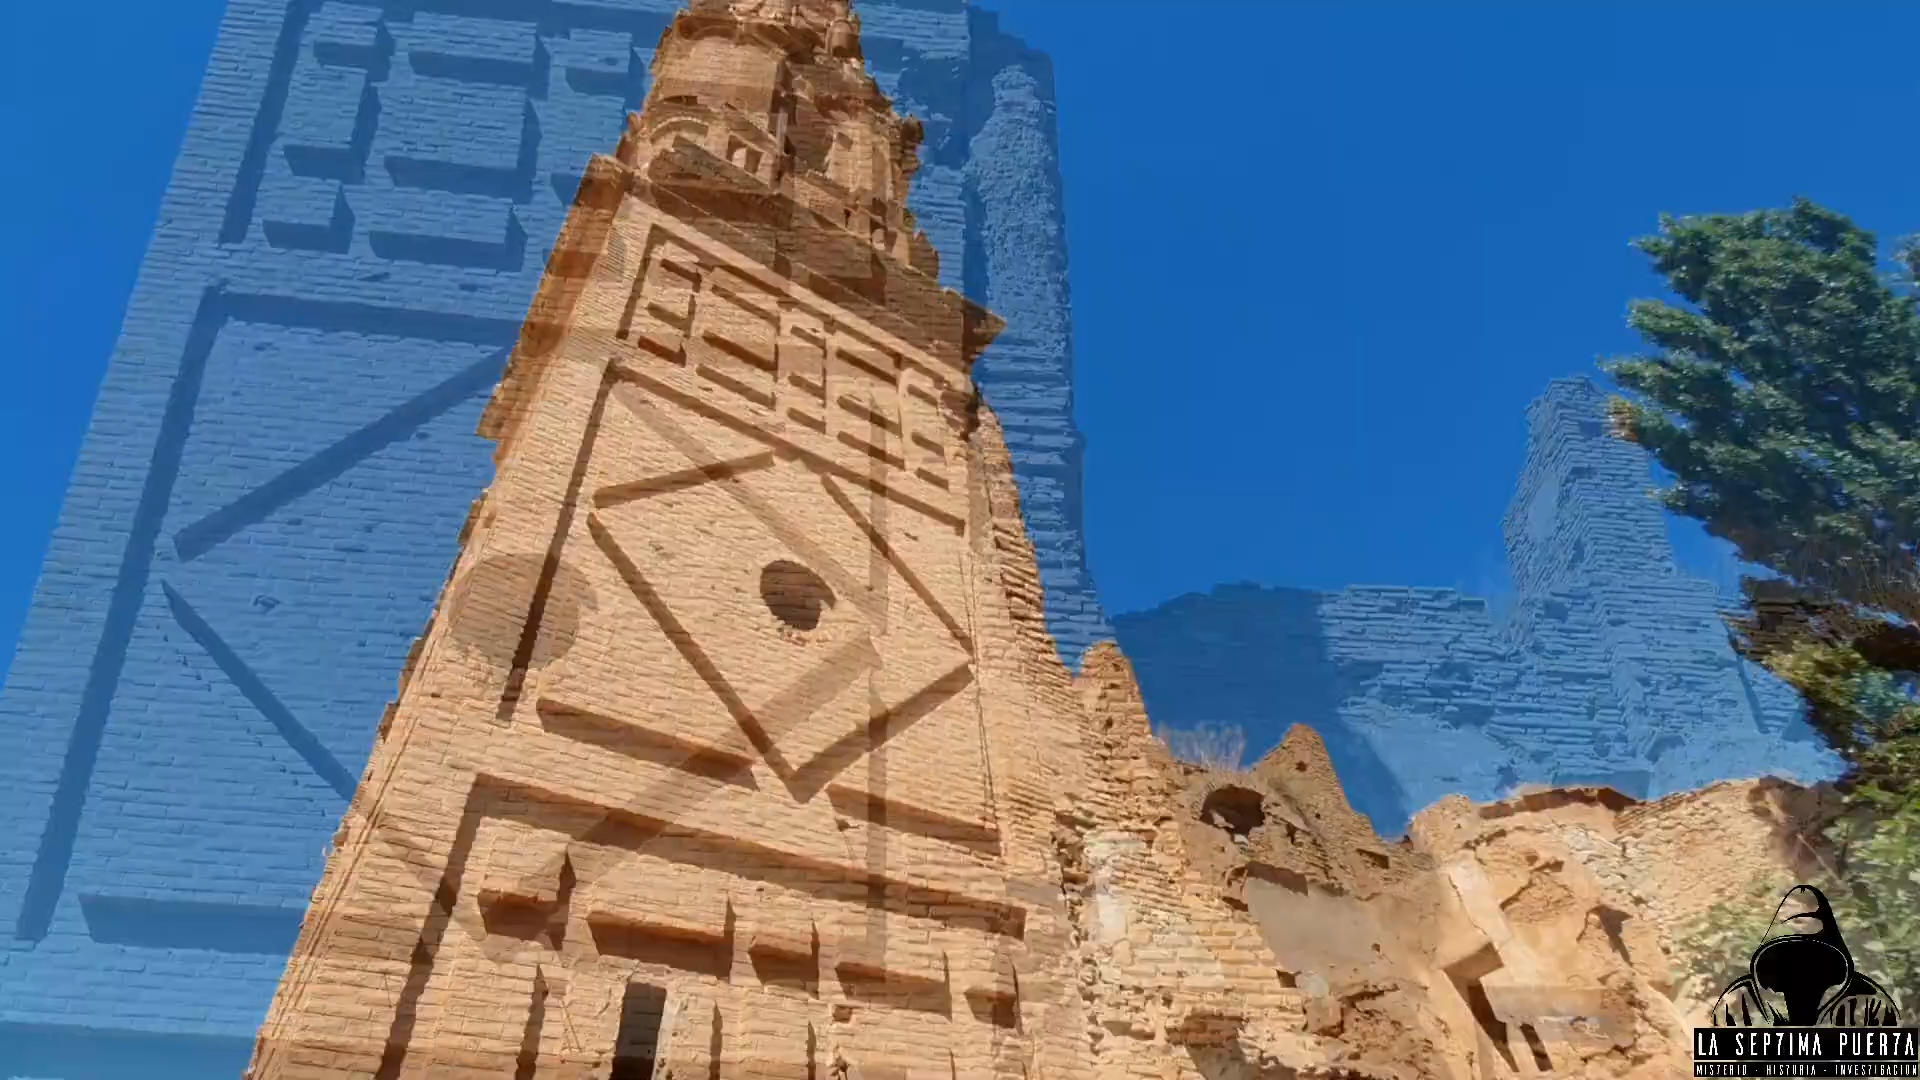 LA SEP7IMA PUER7A
MISTERIO - HISTORIA - INVESTIGACION